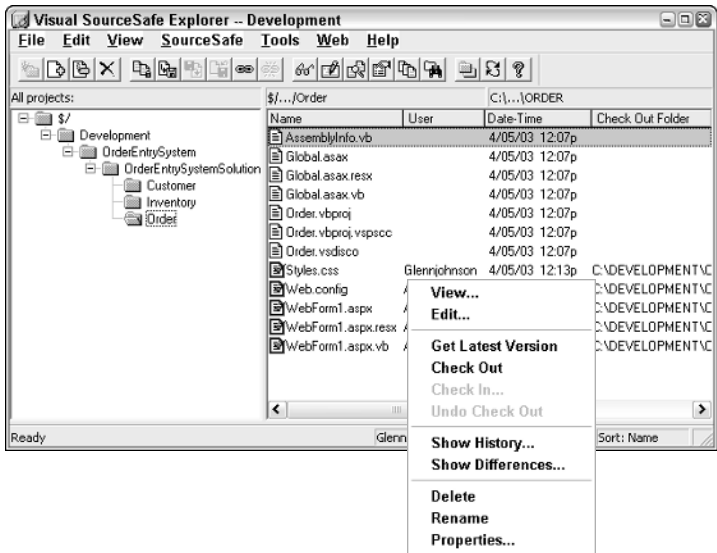 Visual SourceSafe Explorer -- Development
File Edit View SourceSafe Tools Web Help
All projects: $/.../Order C:\...\ORDER
$/
Development
OrderEntrySystem
OrderEntrySystemSolution
Customer
Inventory
Order
Name User Date-Time Check Out Folder
AssemblyInfo.vb 4/05/03 12:07p
Global.asax 4/05/03 12:07p
Global.asax.resx 4/05/03 12:07p
Global.asax.vb 4/05/03 12:07p
Order.vbproj 4/05/03 12:07p
Order.vbproj.vspscc 4/05/03 12:07p
Order.vsdisco 4/05/03 12:07p
Styles.css Glennjohnson 4/05/03 12:13p C:\DEVELOPMENT\C
Web.config C:\DEVELOPMENT\C
WebForm1.aspx C:\DEVELOPMENT\C
WebForm1.aspx.resx C:\DEVELOPMENT\C
WebForm1.aspx.vb C:\DEVELOPMENT\C
View...
Edit...
Get Latest Version
Check Out
Check In...
Undo Check Out
Show History...
Show Differences...
Delete
Rename
Properties...
Ready Glenn Sort: Name